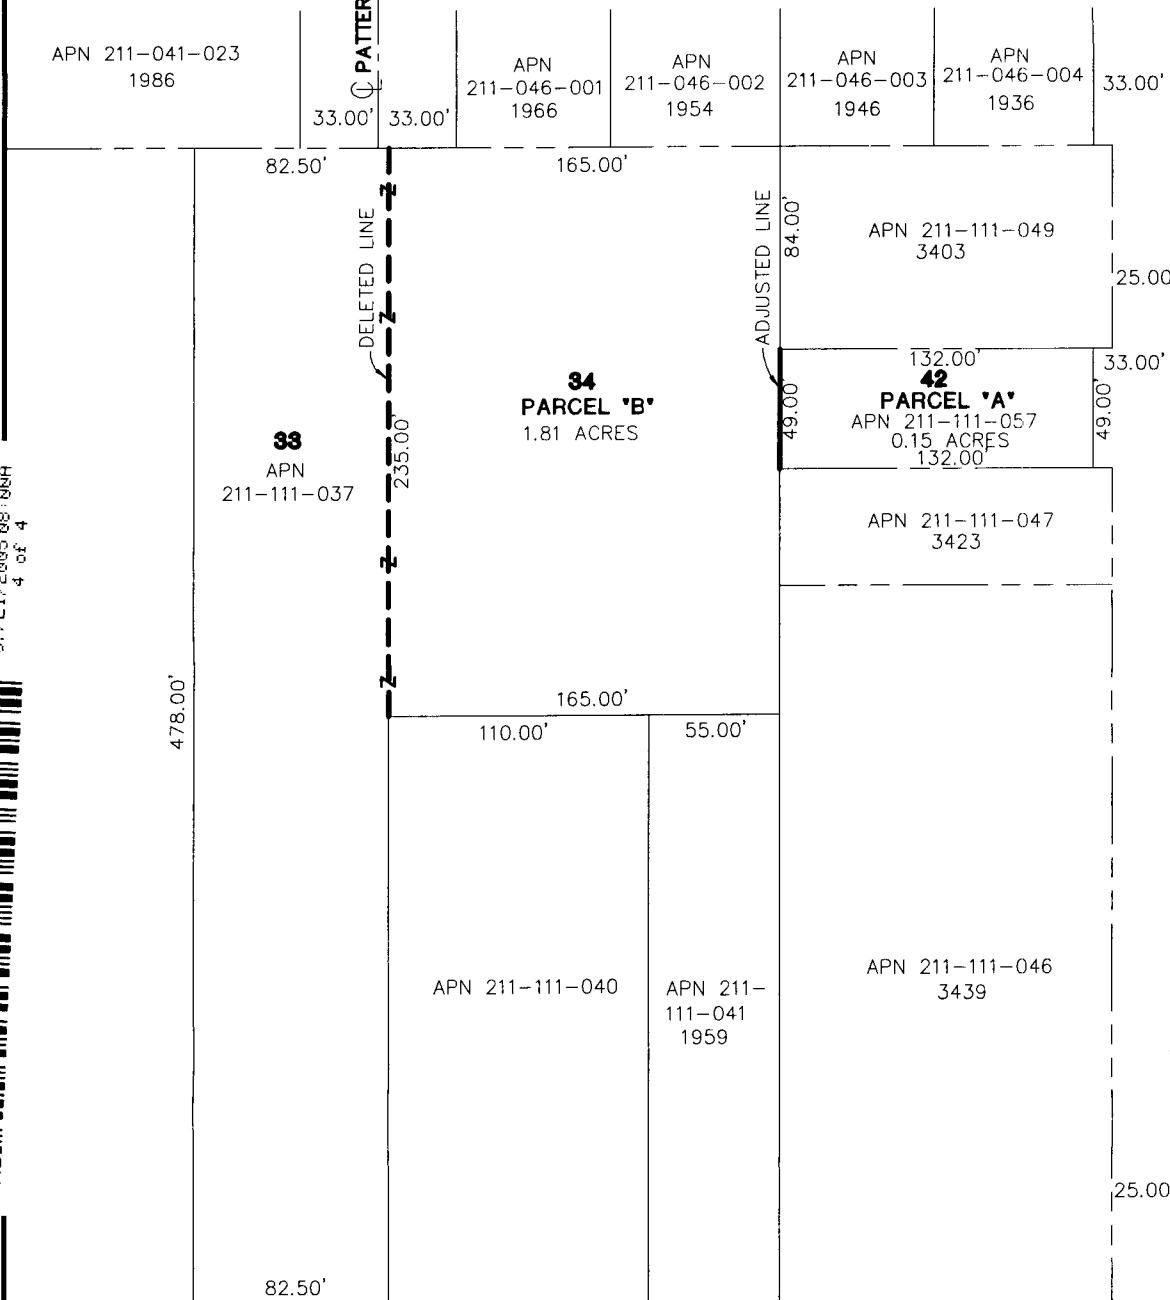 ℄ PATTER
APN 211-041-023
1986
APN
211-046-001
1966
APN
211-046-002
1954
APN
211-046-003
1946
APN
211-046-004
1936
33.00'
33.00'
33.00'
82.50'
165.00'
DELETED LINE
ADJUSTED LINE
84.00'
APN 211-111-049
3403
25.00
132.00'
33.00'
34
PARCEL "B"
1.81 ACRES
42
PARCEL "A"
APN 211-111-057
0.15 ACRES
132.00'
49.00'
49.00'
33
APN
211-111-037
235.00'
APN 211-111-047
3423
4 of 4
478.00'
165.00'
110.00'
55.00'
APN 211-111-040
APN 211-
111-041
1959
APN 211-111-046
3439
25.00
82.50'